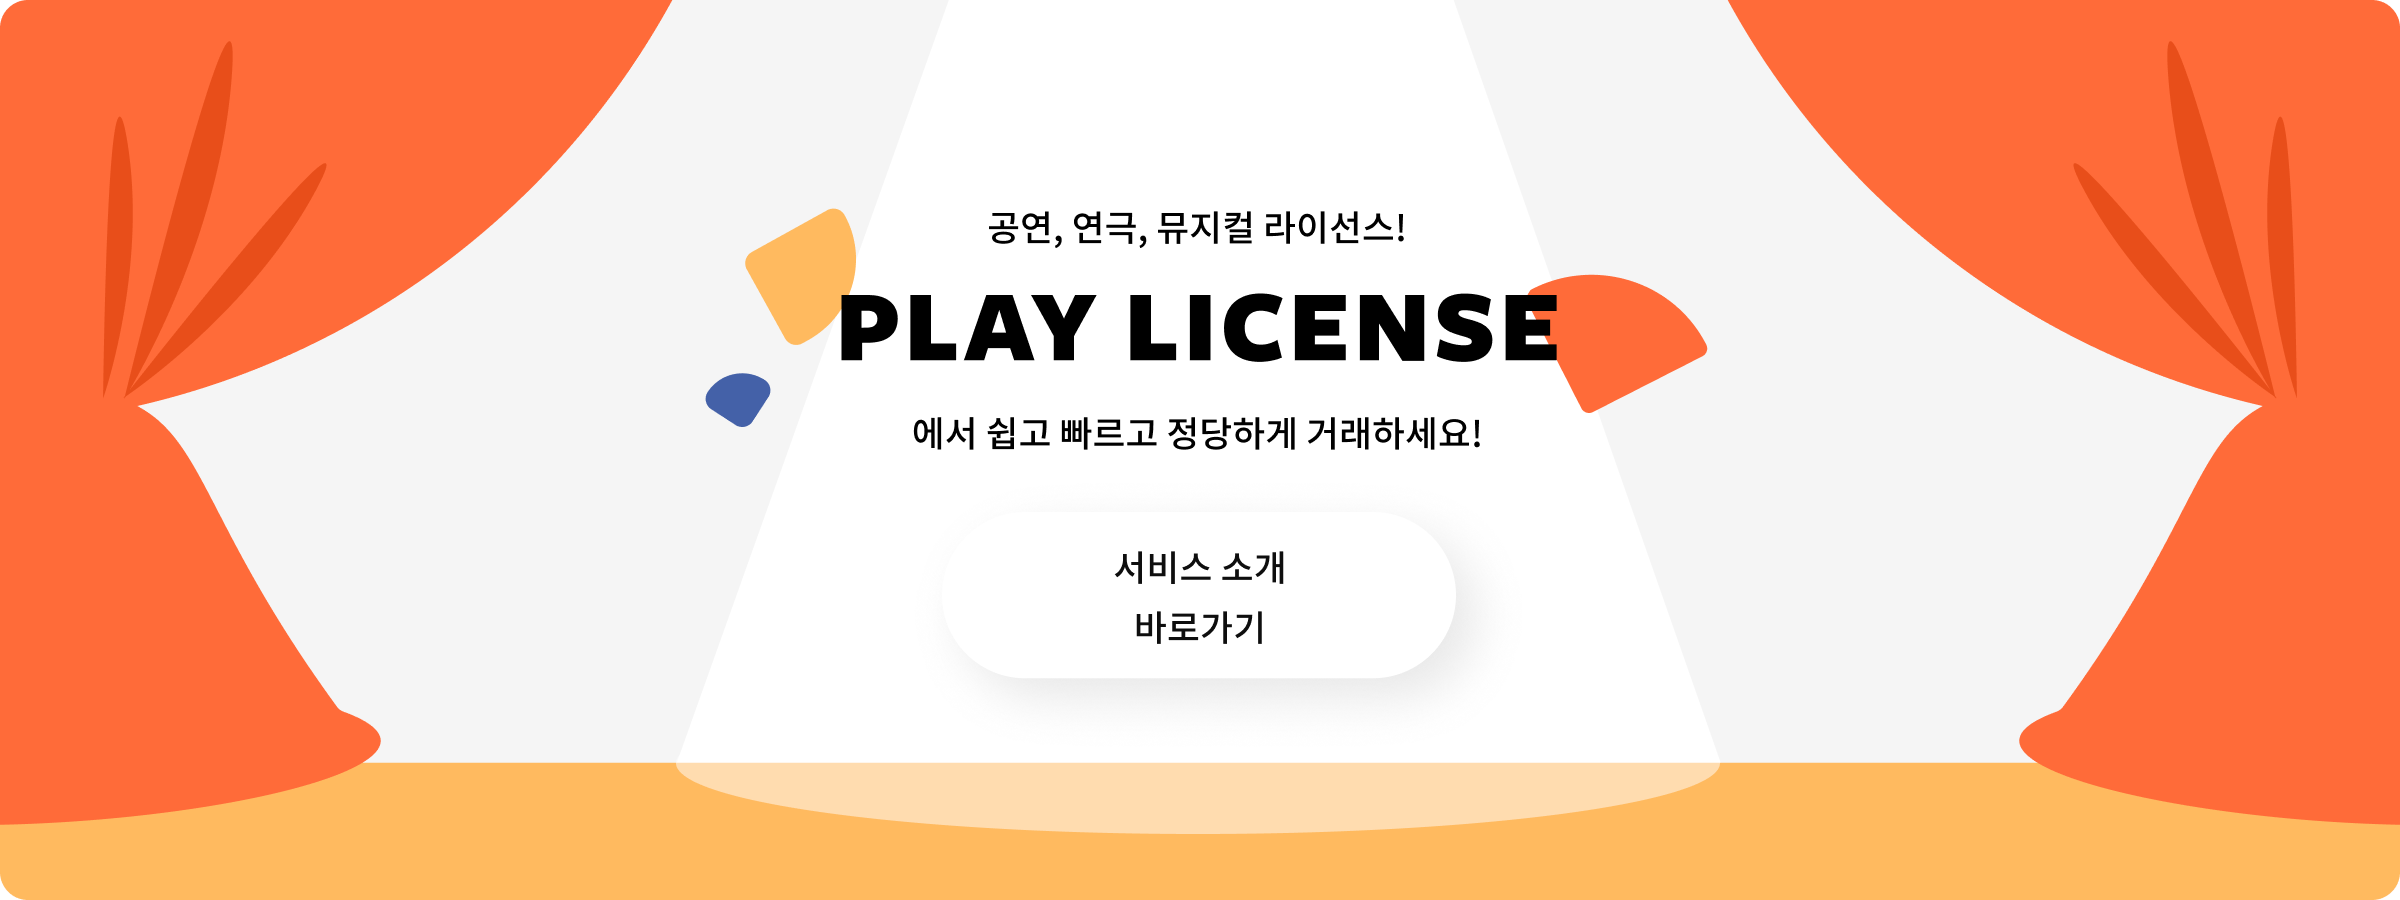 공연, 연극, 뮤지컬 라이선스!
PLAY LICENSE
에서 쉽고 빠르고 정당하게 거래하세요!
서비스 소개
바로가기